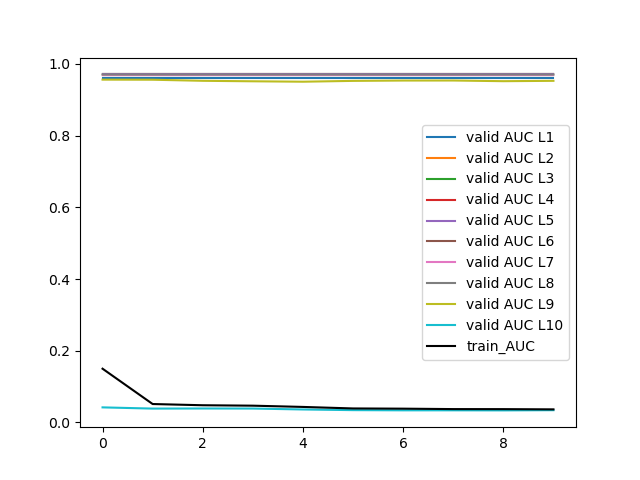 1.0
0.8
0.6
0.4
0.2
0.0
0
2
4
6
8
valid AUC L1
valid AUC L2
valid AUC L3
valid AUC L4
valid AUC L5
valid AUC L6
valid AUC L7
valid AUC L8
valid AUC L9
valid AUC L10
train_AUC